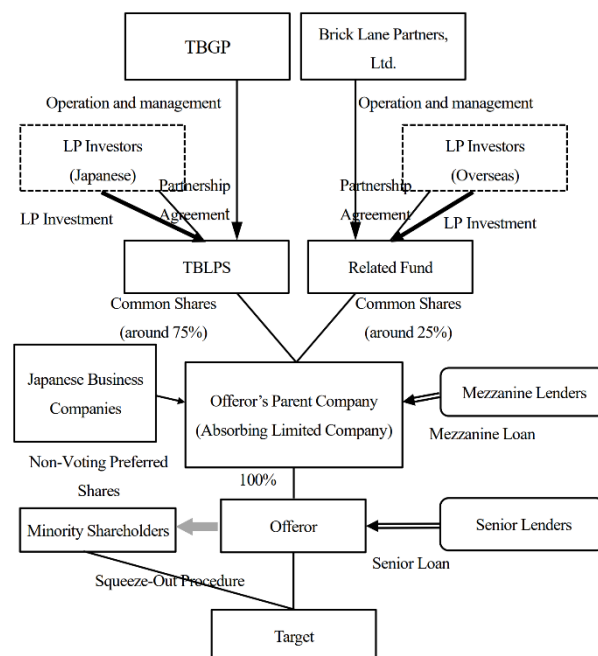 TBGP
Brick Lane Partners,
Ltd.
Operation and management
Operation and management
LP Investors
(Japanese)
LP Investors
(Overseas)
Partnership
Agreement
Partnership
Agreement
LP Investment
LP Investment
TBLPS
Related Fund
Common Shares
(around 75%)
Common Shares
(around 25%)
Japanese Business
Companies
Offeror's Parent Company
(Absorbing Limited Company)
Mezzanine Lenders
Mezzanine Loan
Non-Voting Preferred
Shares
100%
Minority Shareholders
Offeror
Senior Lenders
Senior Loan
Squeeze-Out Procedure
Target